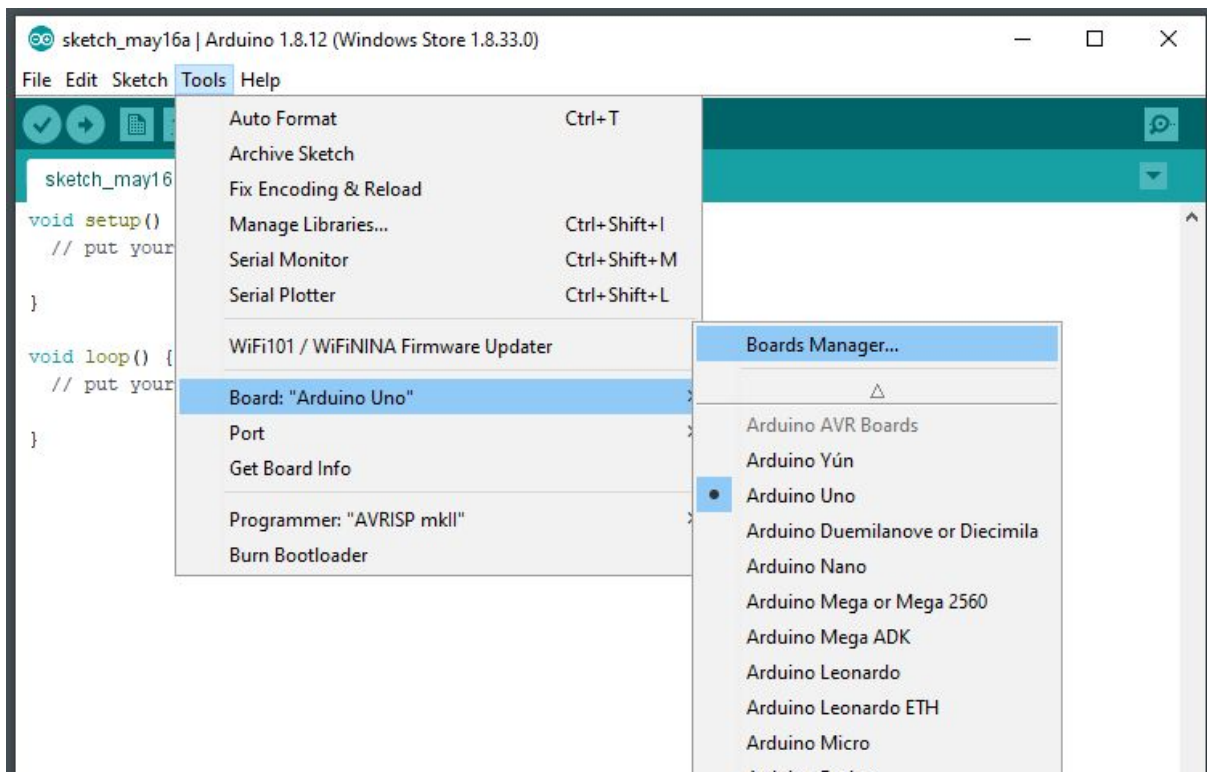 sketch_may16a | Arduino 1.8.12 (Windows Store 1.8.33.0)
File Edit Sketch Tools Help
sketch_may16
void setup()
// put your
}
void loop() {
// put your
}
Auto Format Ctrl+T
Archive Sketch
Fix Encoding & Reload
Manage Libraries... Ctrl+Shift+I
Serial Monitor Ctrl+Shift+M
Serial Plotter Ctrl+Shift+L
WiFi101 / WiFiNINA Firmware Updater
Board: "Arduino Uno"
Port
Get Board Info
Programmer: "AVRISP mkII"
Burn Bootloader
Boards Manager...
Arduino AVR Boards
Arduino Yún
Arduino Uno
Arduino Duemilanove or Diecimila
Arduino Nano
Arduino Mega or Mega 2560
Arduino Mega ADK
Arduino Leonardo
Arduino Leonardo ETH
Arduino Micro